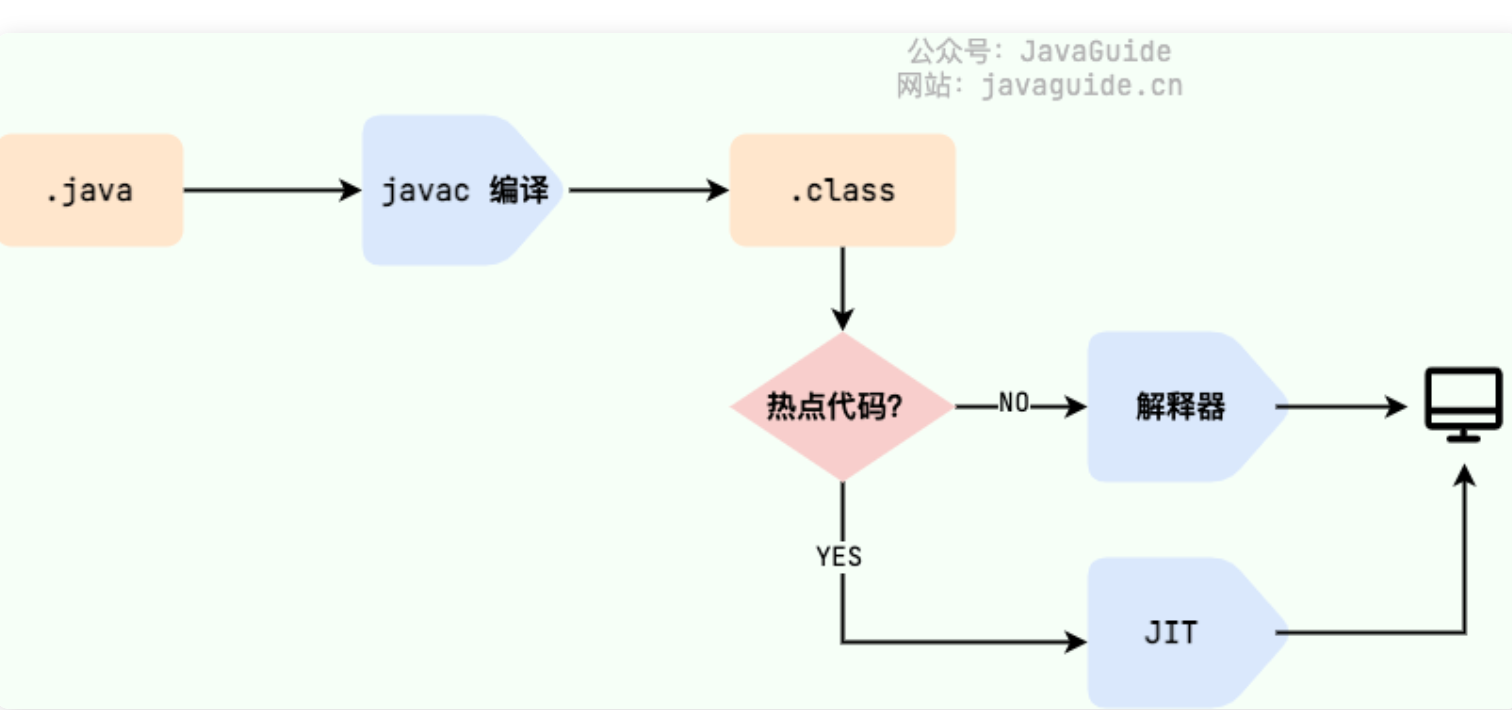 公众号：JavaGuide
网站：javaguide.cn
.java
javac 编译
.class
热点代码?
NO
解释器
YES
JIT